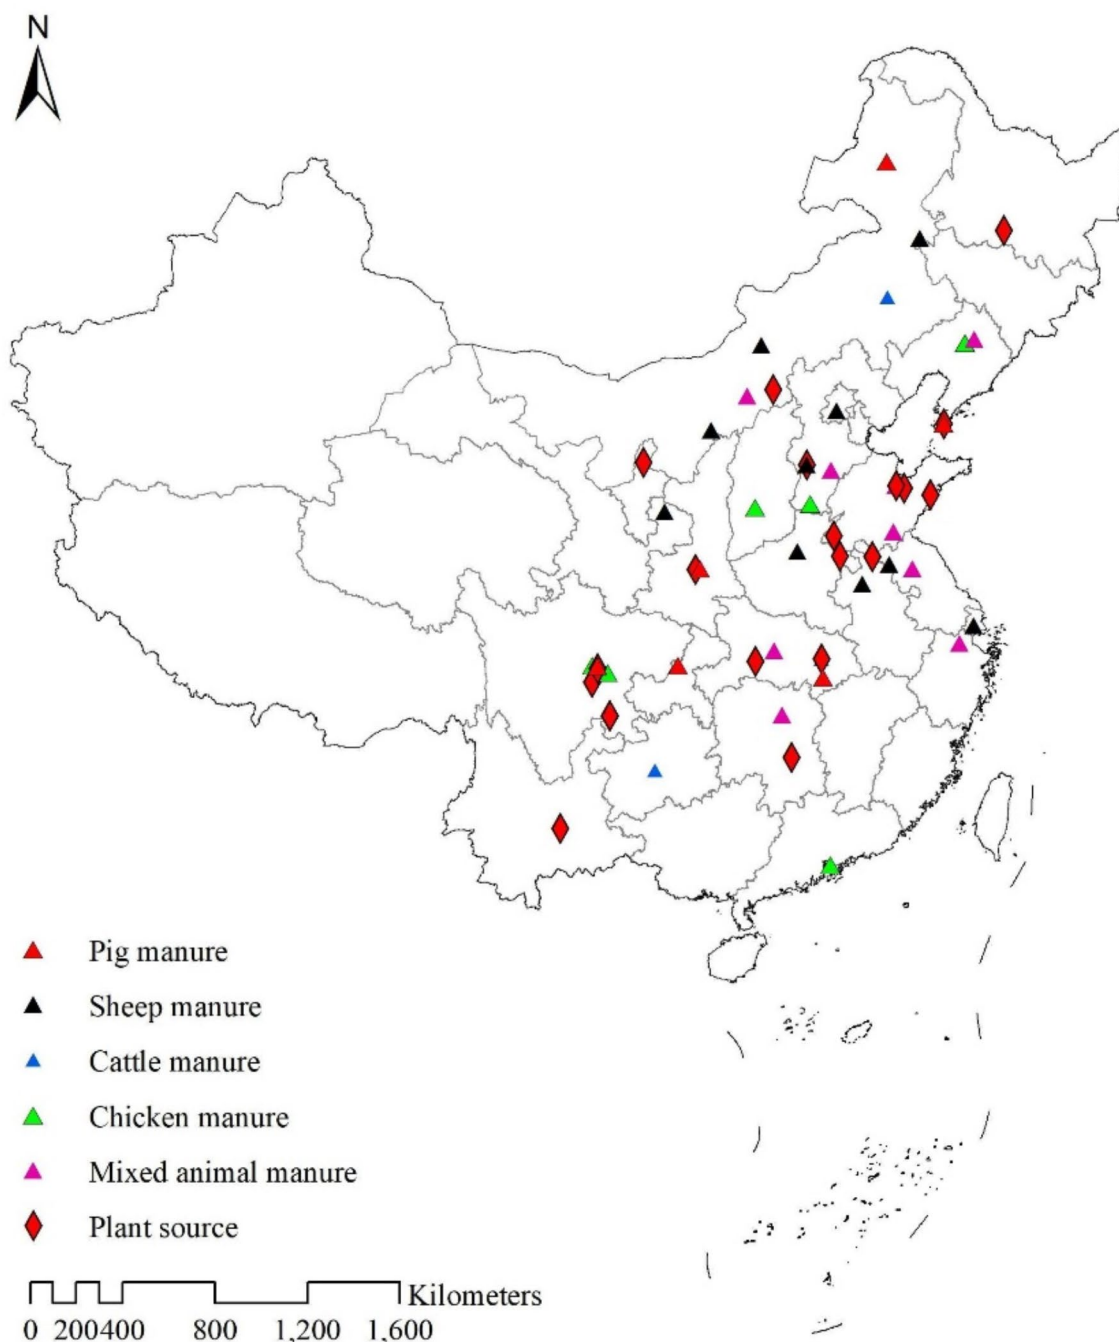 N
Pig manure
Sheep manure
Cattle manure
Chicken manure
Mixed animal manure
Plant source
Kilometers
0 200400 800 1,200 1,600